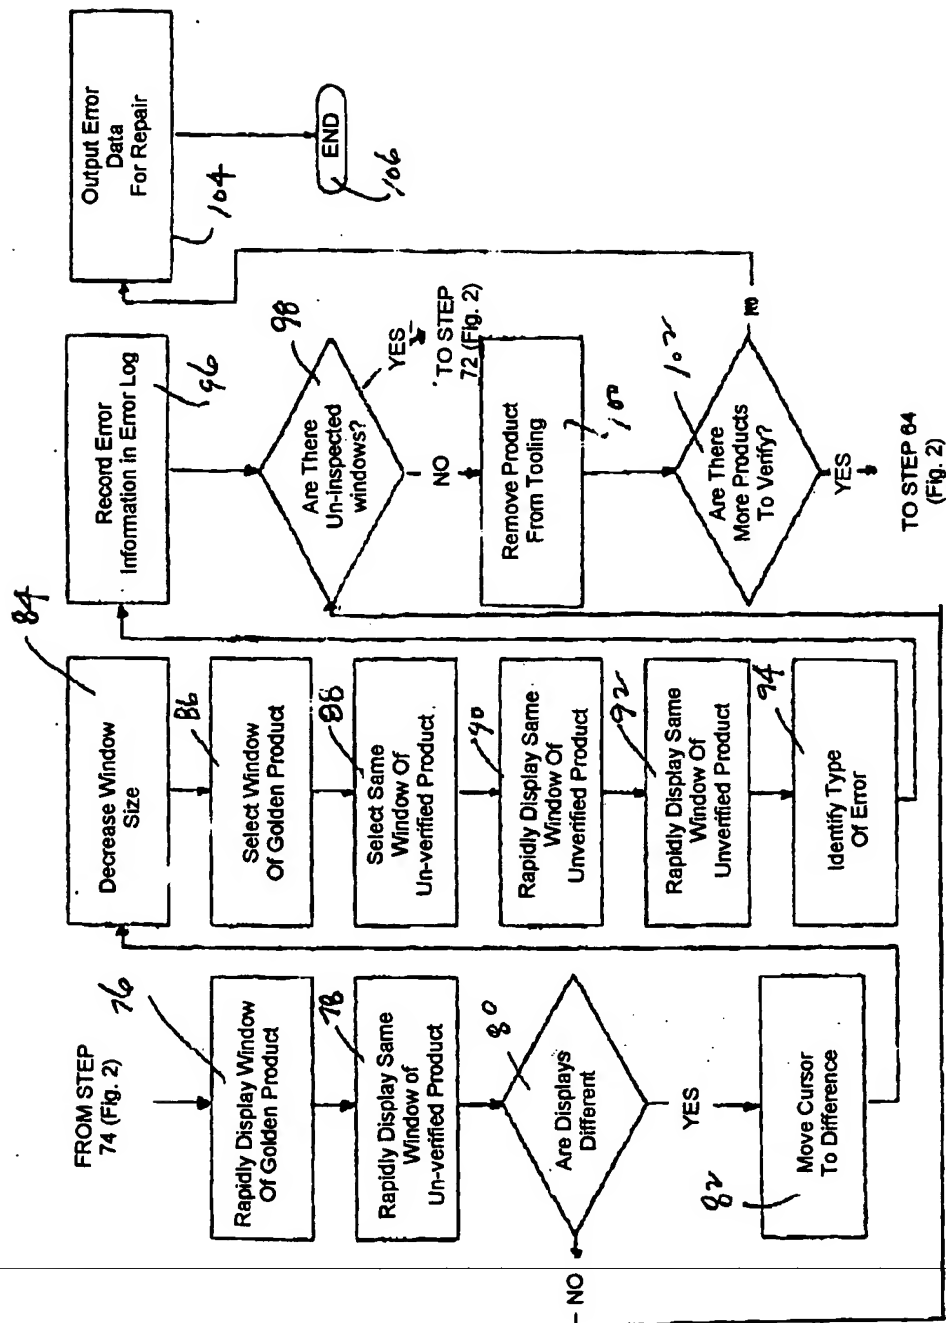 FROM STEP
74 (Fig. 2)
76
Rapidly Display Window
Of Golden Product
78
Rapidly Display Same
Window of
Un-verified Product
80
Are Displays
Different
NO
YES
82
Move Cursor
To Difference
84
Decrease Window
Size
86
Select Window
Of Golden Product
88
Select Same
Window Of
Un-verified Product
90
Rapidly Display Same
Window Of
Unverified Product
92
Rapidly Display Same
Window Of
Unverified Product
94
Identify Type
Of Error
Record Error
Information in Error Log
96
98
Are There
Un-inspected
windows?
YES
TO STEP
72 (Fig. 2)
NO
Remove Product
From Tooling
100
102
Are There
More Products
To Verify?
NO
YES
TO STEP 64
(Fig. 2)
Output Error
Data
For Repair
104
END
106